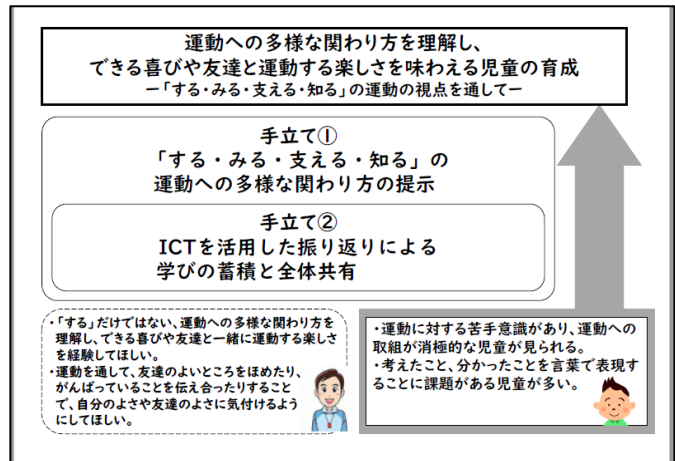 運動への多様な関わり方を理解し、
できる喜びや友達と運動する楽しさを味わえる児童の育成
ー「する・みる・支える・知る」の運動の視点を通してー
手立て①
「する・みる・支える・知る」の
運動への多様な関わり方の提示
手立て②
ICTを活用した振り返りによる
学びの蓄積と全体共有
・「する」だけではない、運動への多様な関わり方を
理解し、できる喜びや友達と一緒に運動する楽しさ
を経験してほしい。
・運動を通して、友達のよいところをほめたり、
がんばっていることを伝え合ったりすること
で、自分のよさや友達のよさに気付けるよう
にしてほしい。
・運動に対する苦手意識があり、運動への
取組が消極的な児童が見られる。
・考えたこと、分かったことを言葉で表現す
ることに課題がある児童が多い。